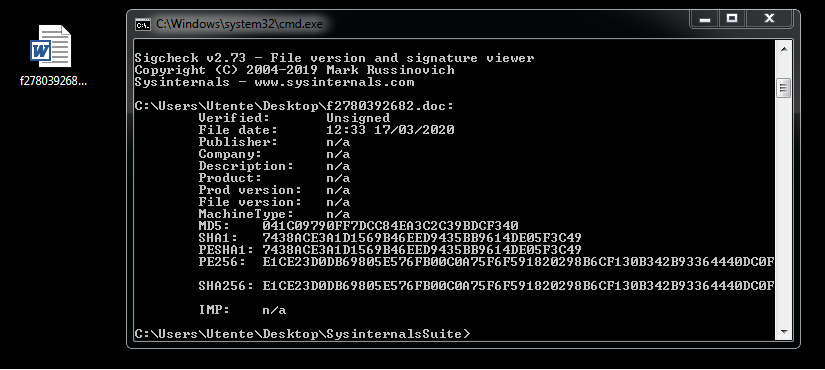 C:\Windows\system32\cmd.exe
Sigcheck v2.73 - File version and signature viewer
Copyright (C) 2004-2019 Mark Russinovich
Sysinternals - www.sysinternals.com
C:\Users\Utente\Desktop\f2780392682.doc:
Verified: Unsigned
File date: 12:33 17/03/2020
Publisher: n/a
Company: n/a
Description: n/a
Product: n/a
Prod version: n/a
File version: n/a
MachineType: n/a
MD5: 041C09790FF7DCC84EA3C2C39BDCF340
SHA1: 7438ACE3A1D1569B46EED9435BB9614DE05F3C49
PESHA1: 7438ACE3A1D1569B46EED9435BB9614DE05F3C49
PE256: E1CE23D0DB69805E576FB00C0A75F6F591820298B6CF130B342B93364440DC0F
SHA256: E1CE23D0DB69805E576FB00C0A75F6F591820298B6CF130B342B93364440DC0F
IMP: n/a
C:\Users\Utente\Desktop\SysinternalsSuite>
f278039268...